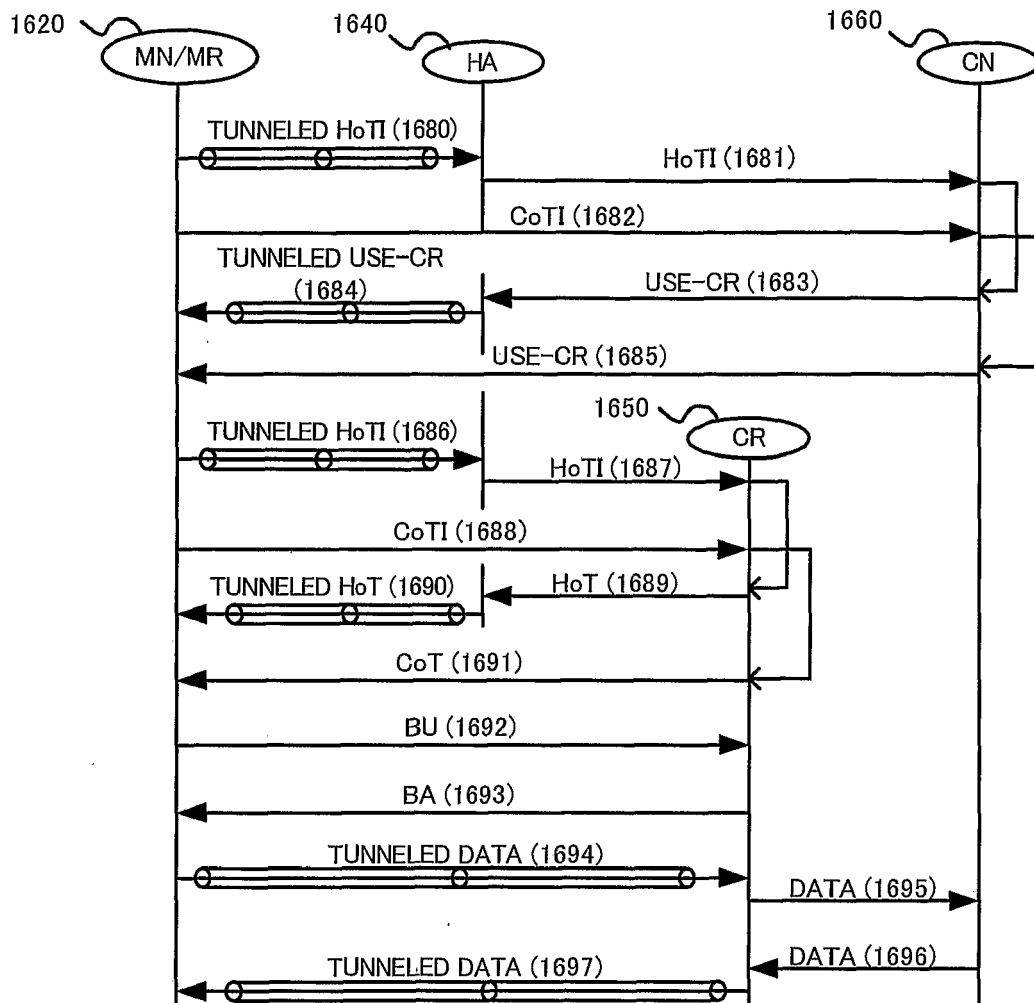 1620
1640
1660
MN/MR
HA
CN
TUNNELED HoTI (1680)
HoTI (1681)
CoTI (1682)
TUNNELED USE-CR
(1684)
USE-CR (1683)
USE-CR (1685)
1650
CR
TUNNELED HoTI (1686)
HoTI (1687)
CoTI (1688)
TUNNELED HoT (1690)
HoT (1689)
CoT (1691)
BU (1692)
BA (1693)
TUNNELED DATA (1694)
DATA (1695)
DATA (1696)
TUNNELED DATA (1697)